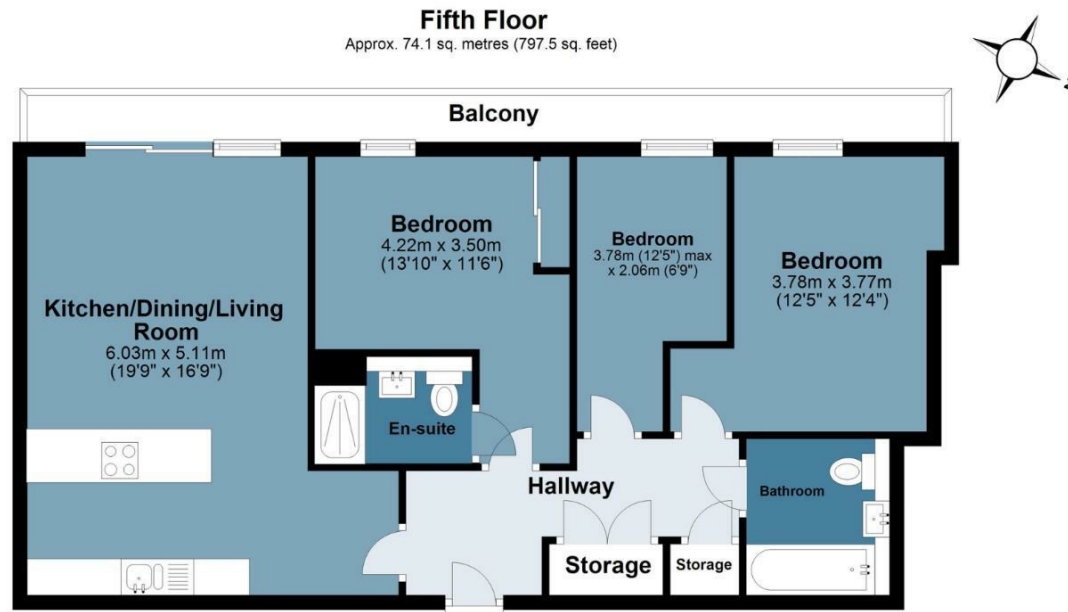 Fifth Floor
Approx. 74.1 sq. metres (797.5 sq. feet)
Balcony
Bedroom
4.22m x 3.50m
(13'10" x 11'6")
Bedroom
3.78m (12'5") max
x 2.06m (6'9")
Bedroom
3.78m x 3.77m
(12'5" x 12'4")
Kitchen/Dining/Living
Room
6.03m x 5.11m
(19'9" x 16'9")
En-suite
Hallway
Bathroom
Storage
Storage